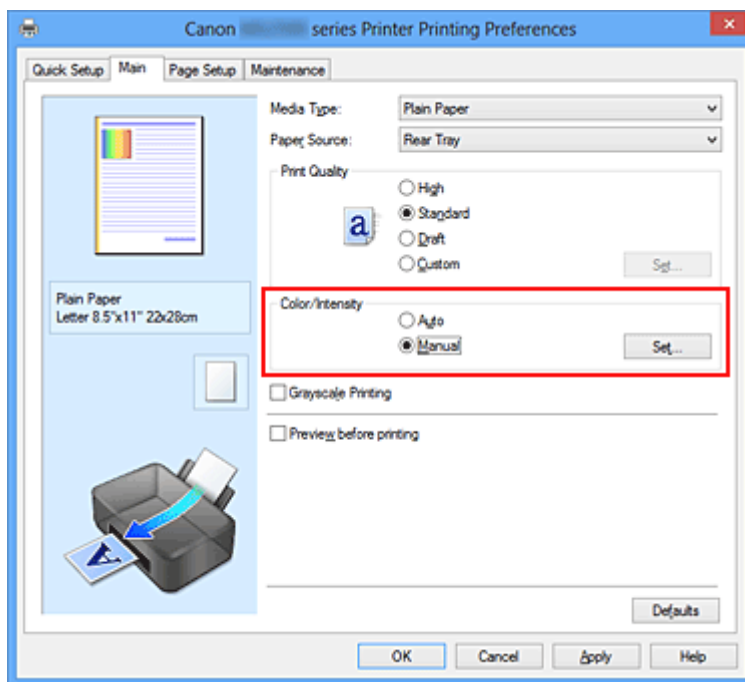 Canon series Printer Printing Preferences
Quick Setup Main Page Setup Maintenance
Media Type: Plain Paper
Paper Source: Rear Tray
Print Quality
High
Standard
Draft
Custom Set...
a
Plain Paper
Letter 8.5"x11" 22x28cm
Color/Intensity
Auto
Manual Set...
Grayscale Printing
Preview before printing
A
Defaults
OK Cancel Apply Help